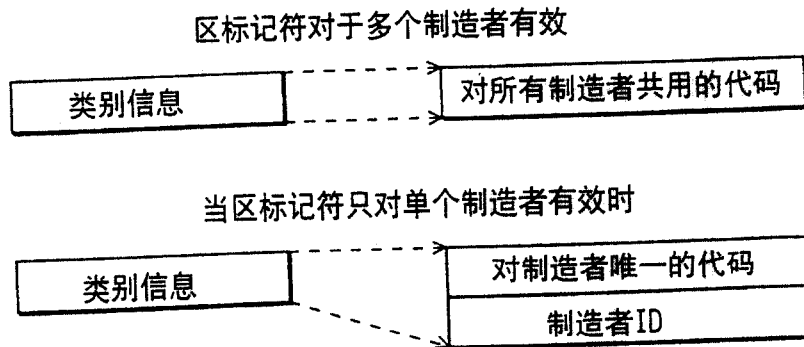 区标记符对于多个制造者有效
类别信息
对所有制造者共用的代码
当区标记符只对单个制造者有效时
类别信息
对制造者唯一的代码
制造者ID